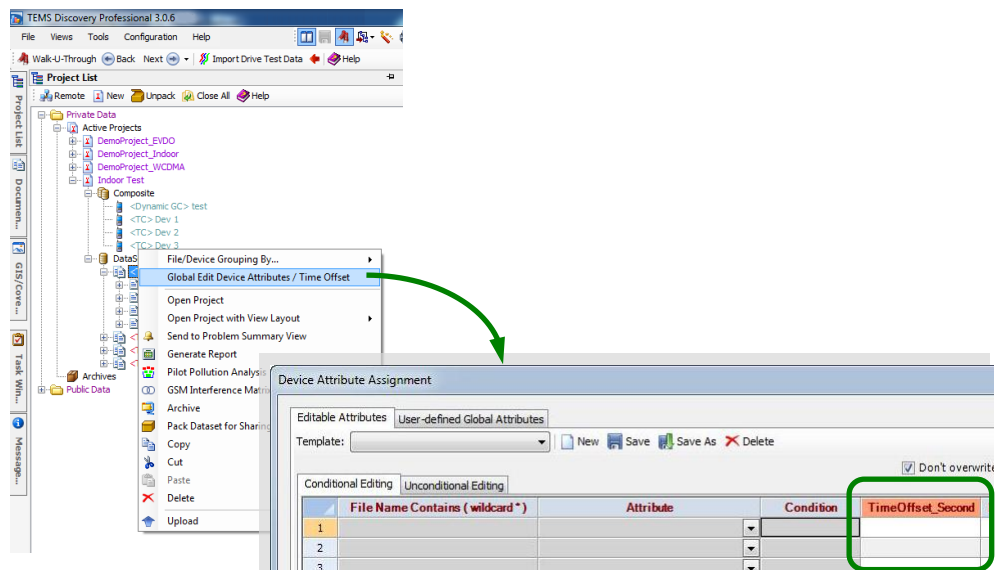 TEMS Discovery Professional 3.0.6
File Views Tools Configuration Help
Walk-U-Through Back Next Import Drive Test Data Help
Project List
Remote New Unpack Close All Help
Project List
Documen...
GIS/Cove...
Task Win...
Message...
Private Data
Active Projects
DemoProject_EVDO
DemoProject_Indoor
DemoProject_WCDMA
Indoor Test
Composite
<Dynamic GC> test
<TC> Dev 1
<TC> Dev 2
<TC> Dev 3
DataS
<
<
<
<
Archives
Public Data
File/Device Grouping By...
Global Edit Device Attributes / Time Offset
Open Project
Open Project with View Layout
Send to Problem Summary View
Generate Report
Pilot Pollution Analysis
GSM Interference Matrix
Archive
Pack Dataset for Sharing
Copy
Cut
Paste
Delete
Upload
Device Attribute Assignment
Editable Attributes User-defined Global Attributes
Template: New Save Save As Delete
Don't overwrite
Conditional Editing Unconditional Editing
File Name Contains ( wildcard * ) Attribute Condition TimeOffset_Second
1
2
3